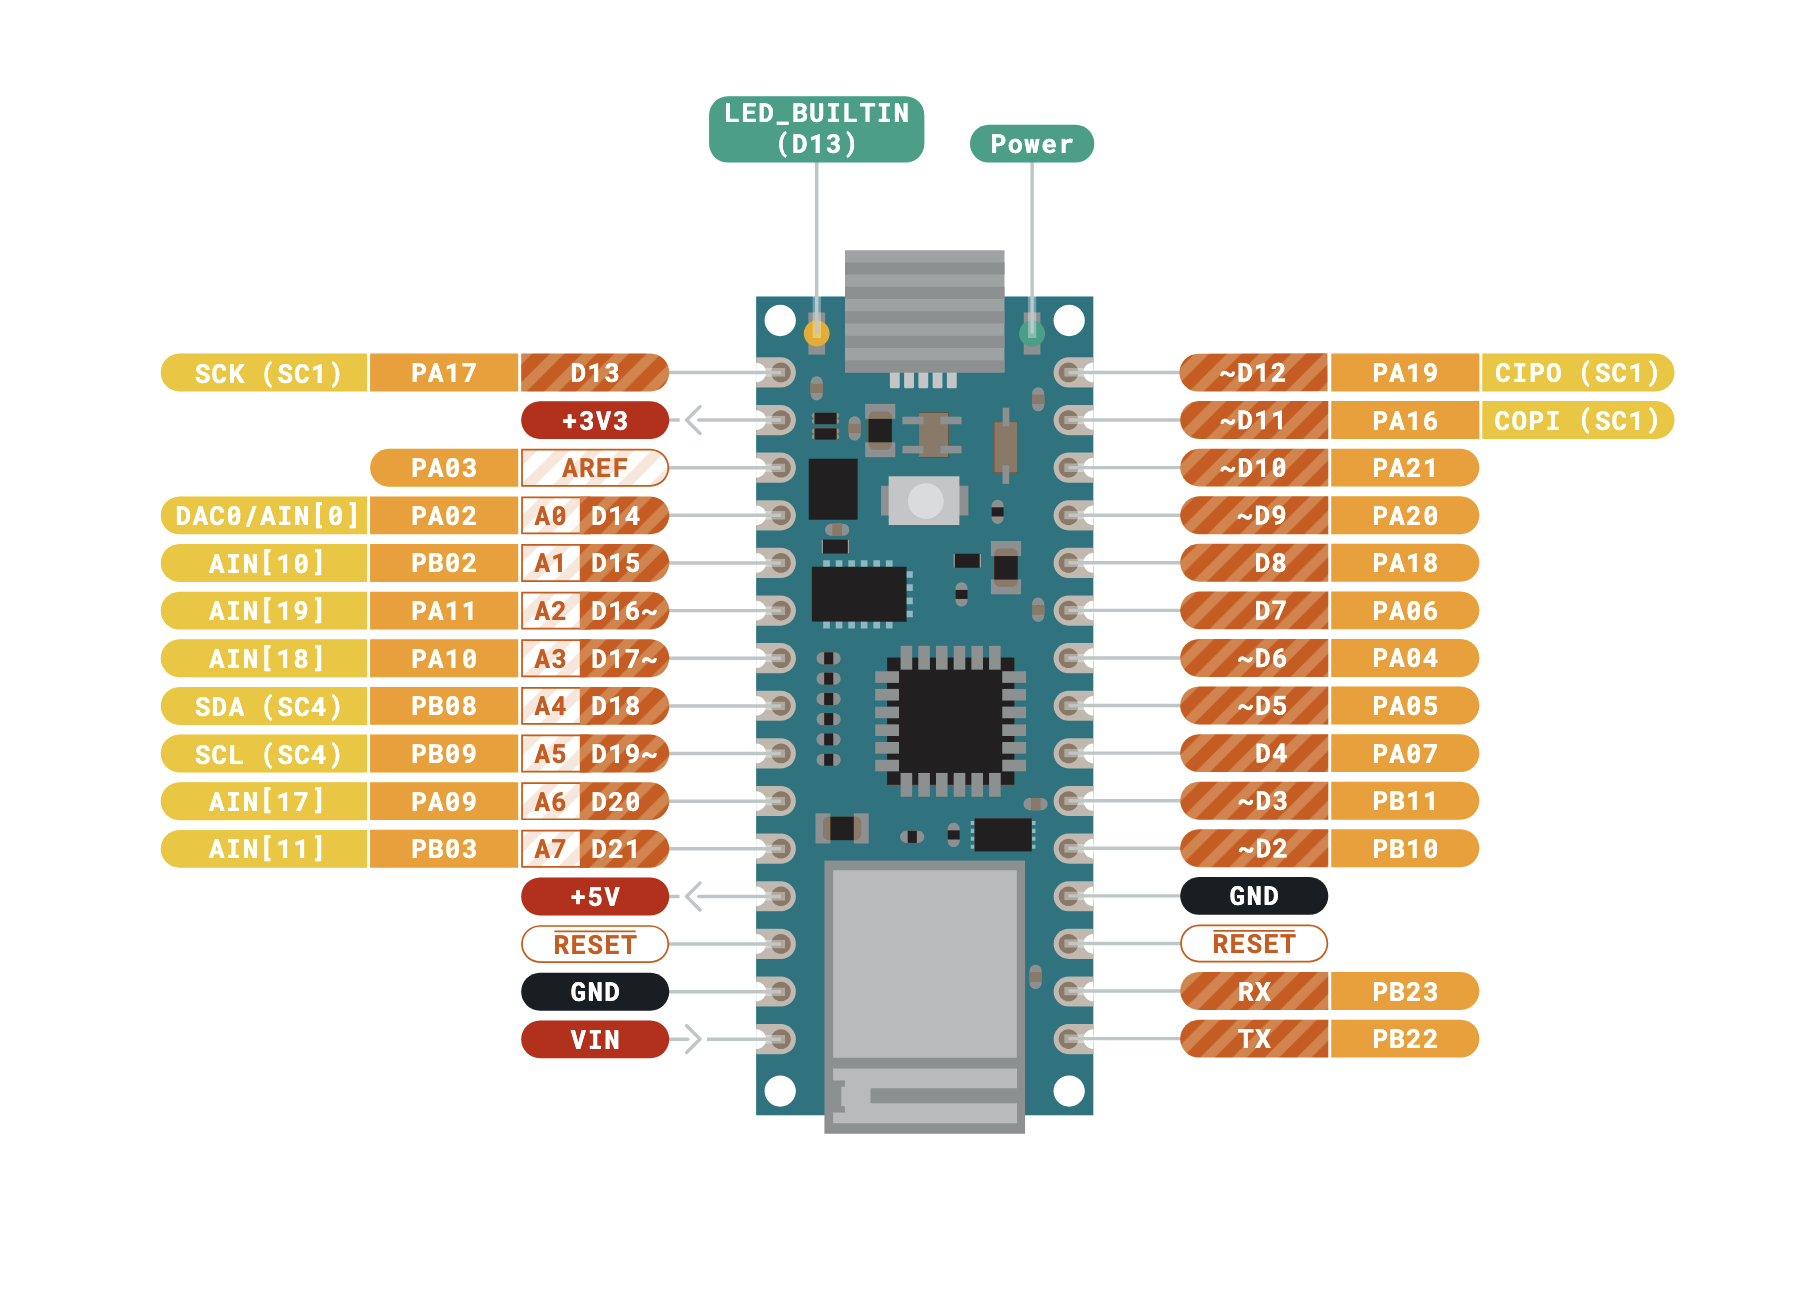 LED_BUILTIN
(D13)
Power
SCK (SC1) PA17 D13
+3V3
PA03 AREF
DAC0/AIN[0] PA02 A0 D14
AIN[10] PB02 A1 D15
AIN[19] PA11 A2 D16~
AIN[18] PA10 A3 D17~
SDA (SC4) PB08 A4 D18
SCL (SC4) PB09 A5 D19~
AIN[17] PA09 A6 D20
AIN[11] PB03 A7 D21
+5V
RESET
GND
VIN
~D12 PA19 CIPO (SC1)
~D11 PA16 COPI (SC1)
~D10 PA21
~D9 PA20
D8 PA18
D7 PA06
~D6 PA04
~D5 PA05
D4 PA07
~D3 PB11
~D2 PB10
GND
RESET
RX PB23
TX PB22